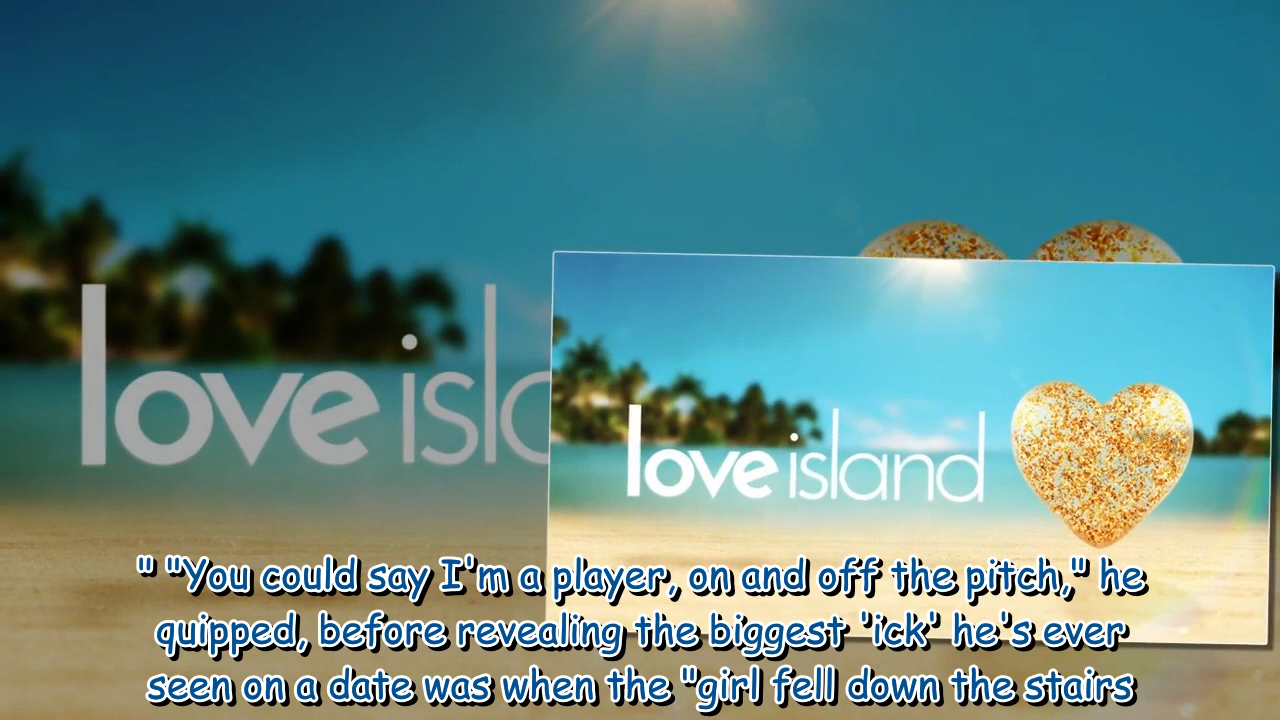 love isl
love island
" "You could say I'm a player, on and off the pitch," he
quipped, before revealing the biggest 'ick' he's ever
seen on a date was when the "girl fell down the stairs